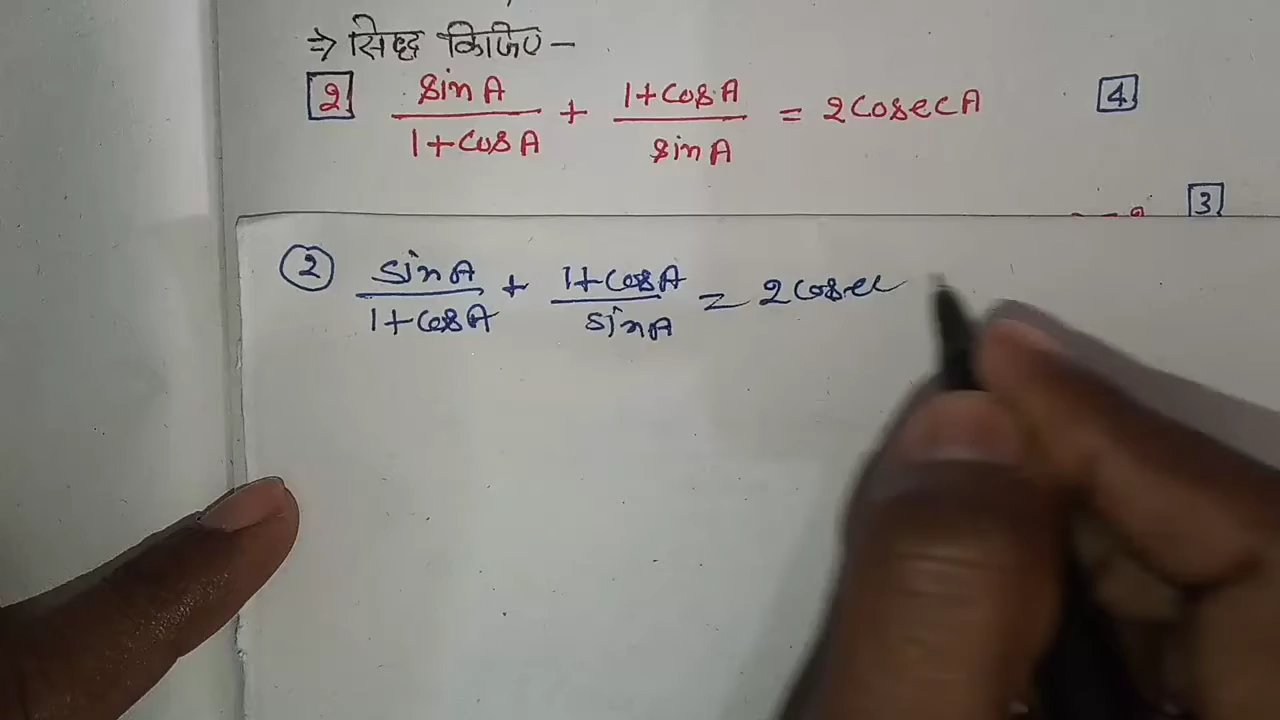 ⇒ सिद्ध किजिए –
2 sin A / 1+cos A + 1+cos A / sin A = 2 cosec A
4
3
② sin A / 1+cos A + 1+cos A / sin A = 2 cosec